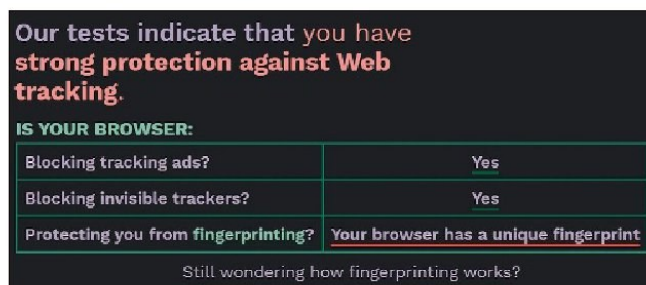 Our tests indicate that you have
strong protection against Web
tracking.
IS YOUR BROWSER:
Blocking tracking ads? Yes
Blocking invisible trackers? Yes
Protecting you from fingerprinting? Your browser has a unique fingerprint
Still wondering how fingerprinting works?